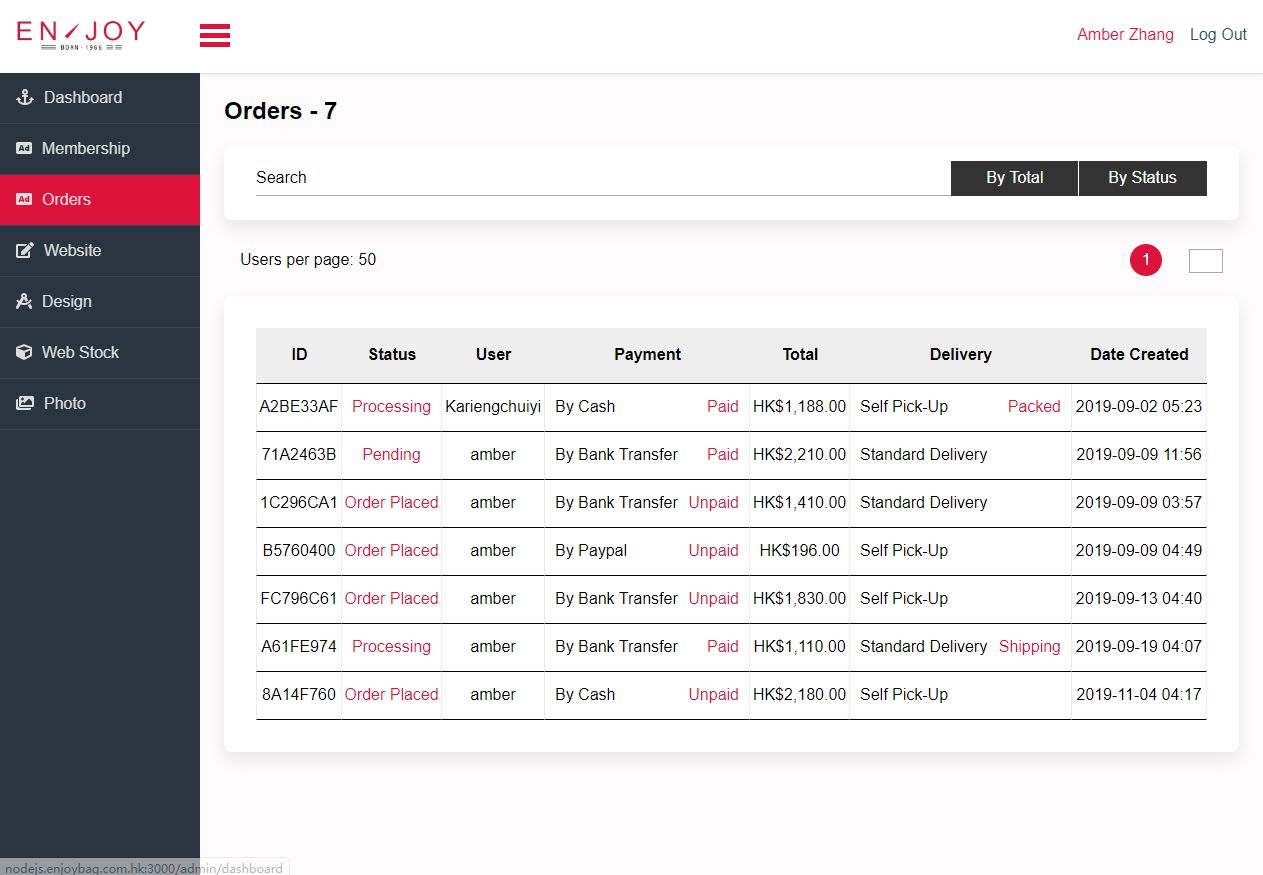 EN JOY
BORN - 1966
Amber Zhang Log Out
Dashboard
Ad Membership
Ad Orders
Website
Design
Web Stock
Photo
Orders - 7
Search By Total By Status
Users per page: 50 1
ID Status User Payment Total Delivery Date Created
A2BE33AF Processing Kariengchuiyi By Cash Paid HK$1,188.00 Self Pick-Up Packed 2019-09-02 05:23
71A2463B Pending amber By Bank Transfer Paid HK$2,210.00 Standard Delivery 2019-09-09 11:56
1C296CA1 Order Placed amber By Bank Transfer Unpaid HK$1,410.00 Standard Delivery 2019-09-09 03:57
B5760400 Order Placed amber By Paypal Unpaid HK$196.00 Self Pick-Up 2019-09-09 04:49
FC796C61 Order Placed amber By Bank Transfer Unpaid HK$1,830.00 Self Pick-Up 2019-09-13 04:40
A61FE974 Processing amber By Bank Transfer Paid HK$1,110.00 Standard Delivery Shipping 2019-09-19 04:07
8A14F760 Order Placed amber By Cash Unpaid HK$2,180.00 Self Pick-Up 2019-11-04 04:17
nodejs.enjoybag.com.hk:3000/admin/dashboard